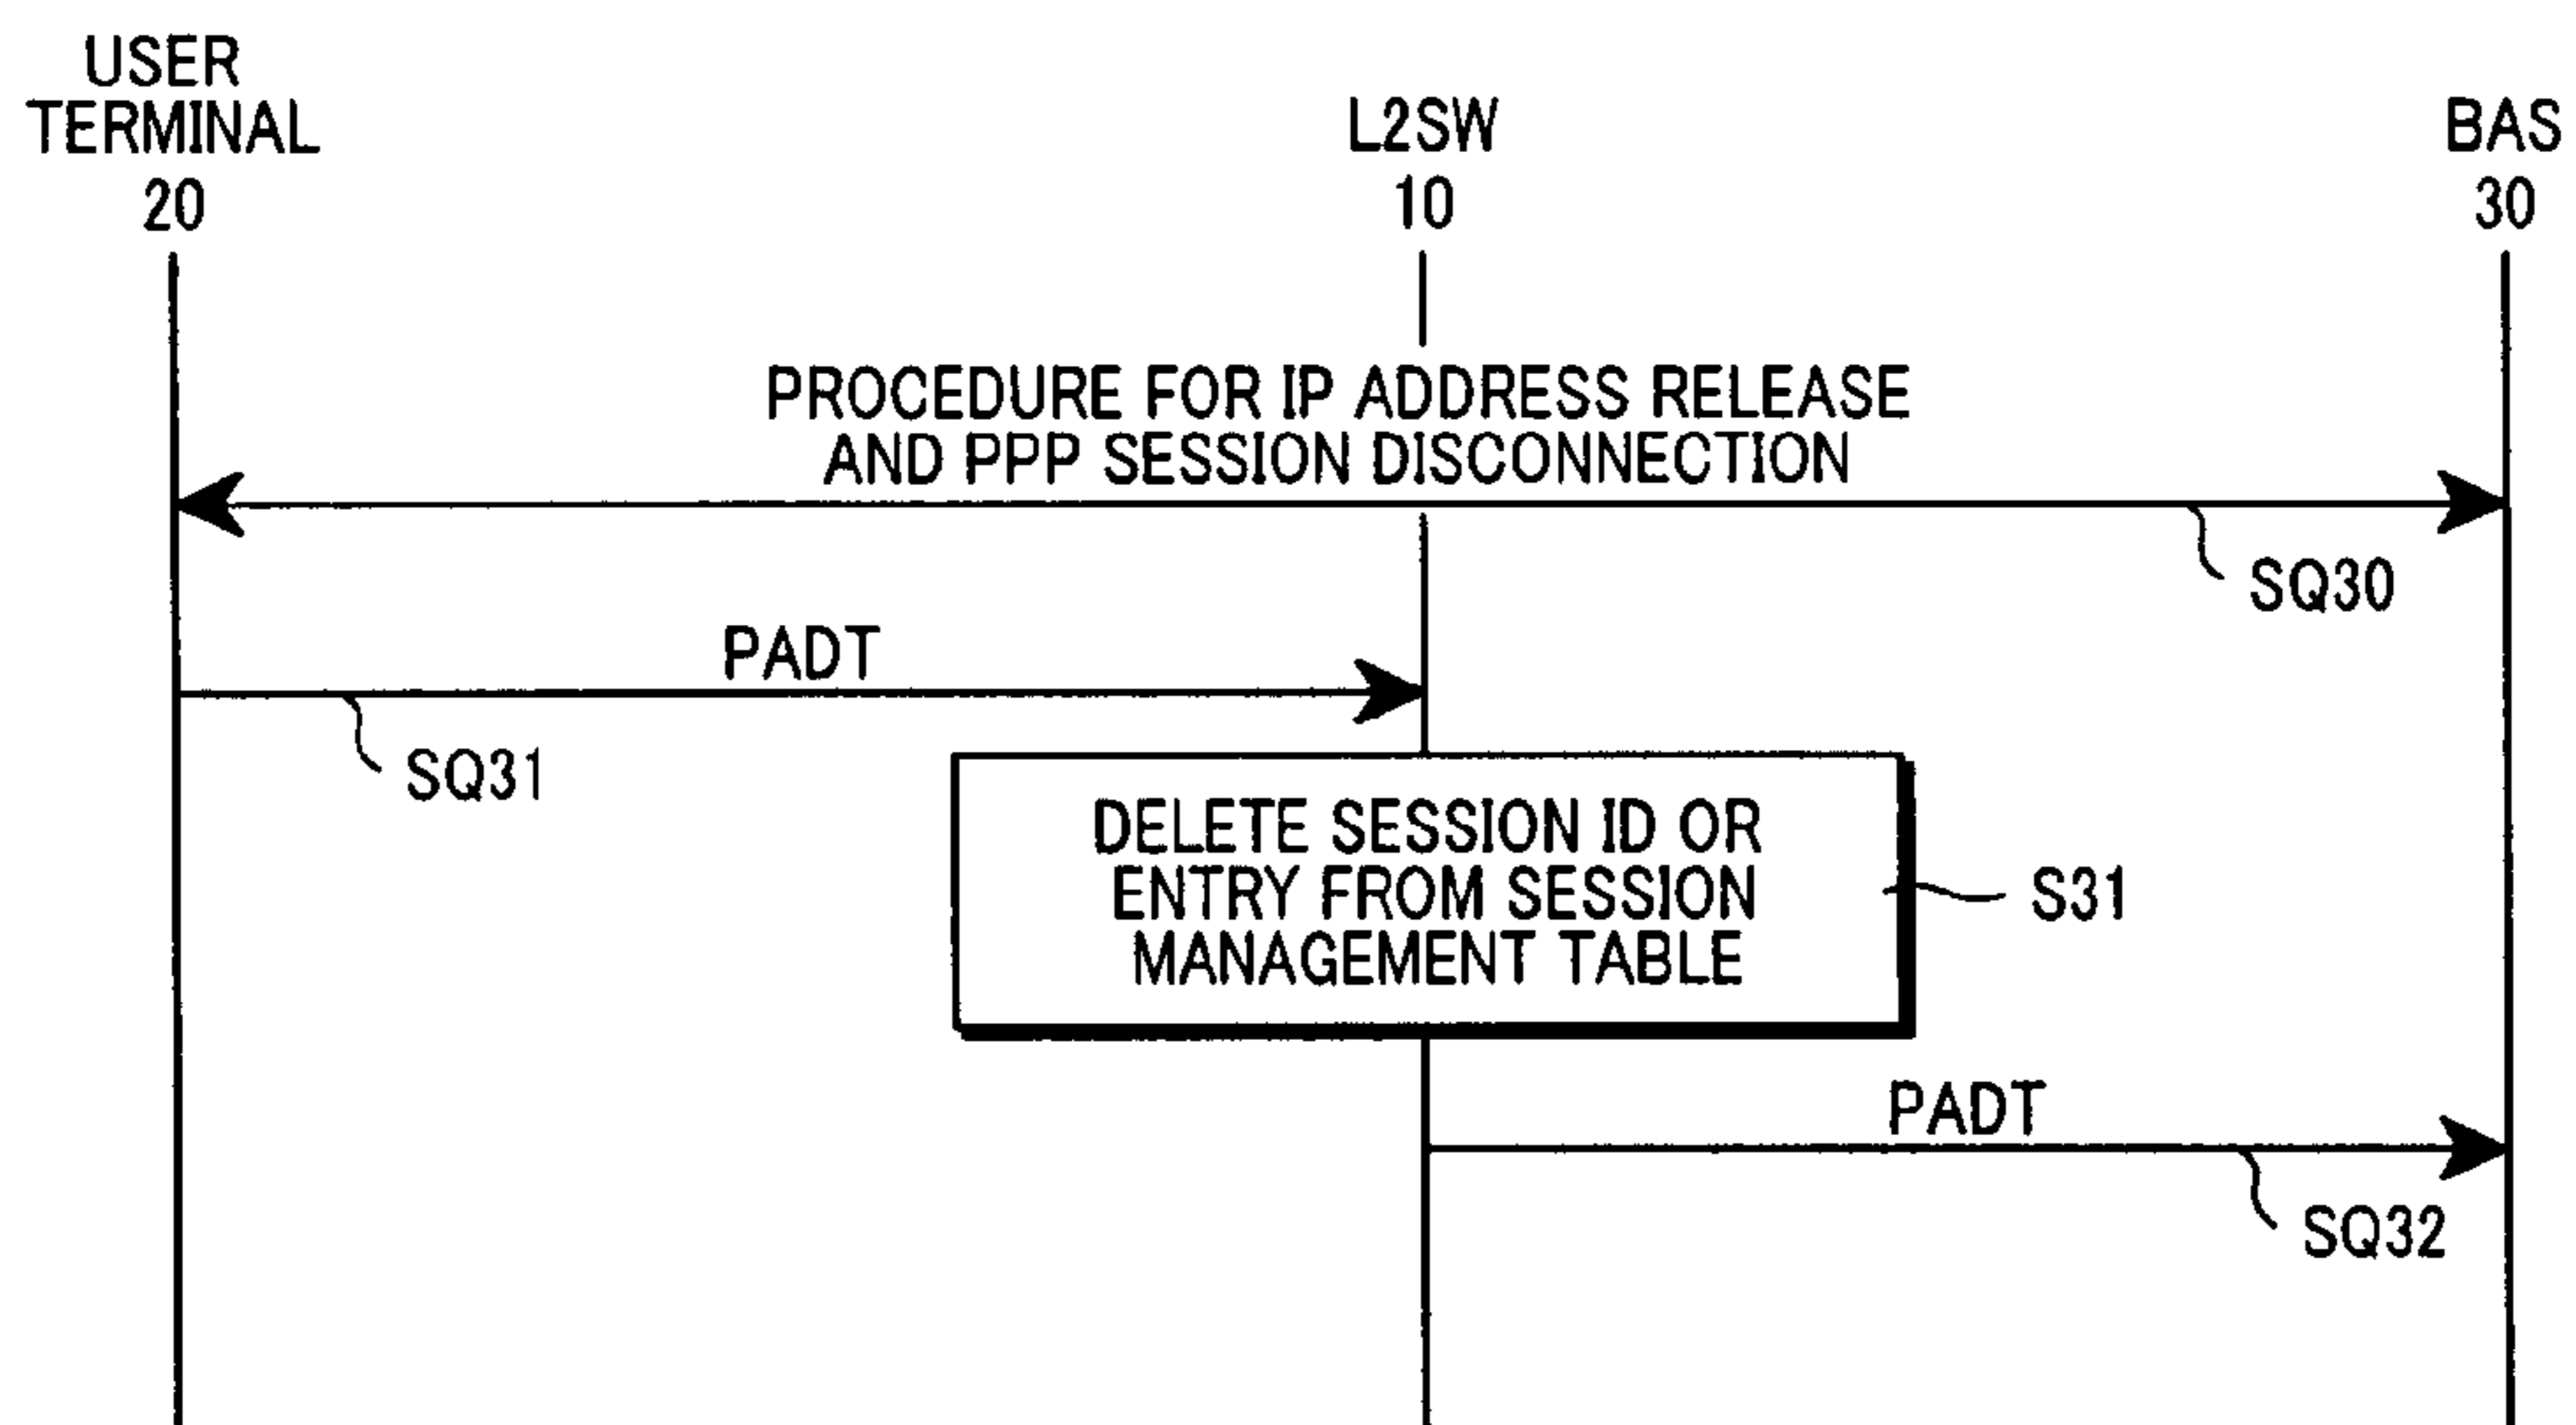 USER
TERMINAL
20
L2SW
10
BAS
30
PROCEDURE FOR IP ADDRESS RELEASE
AND PPP SESSION DISCONNECTION
SQ30
PADT
SQ31
DELETE SESSION ID OR
ENTRY FROM SESSION
MANAGEMENT TABLE
S31
PADT
SQ32